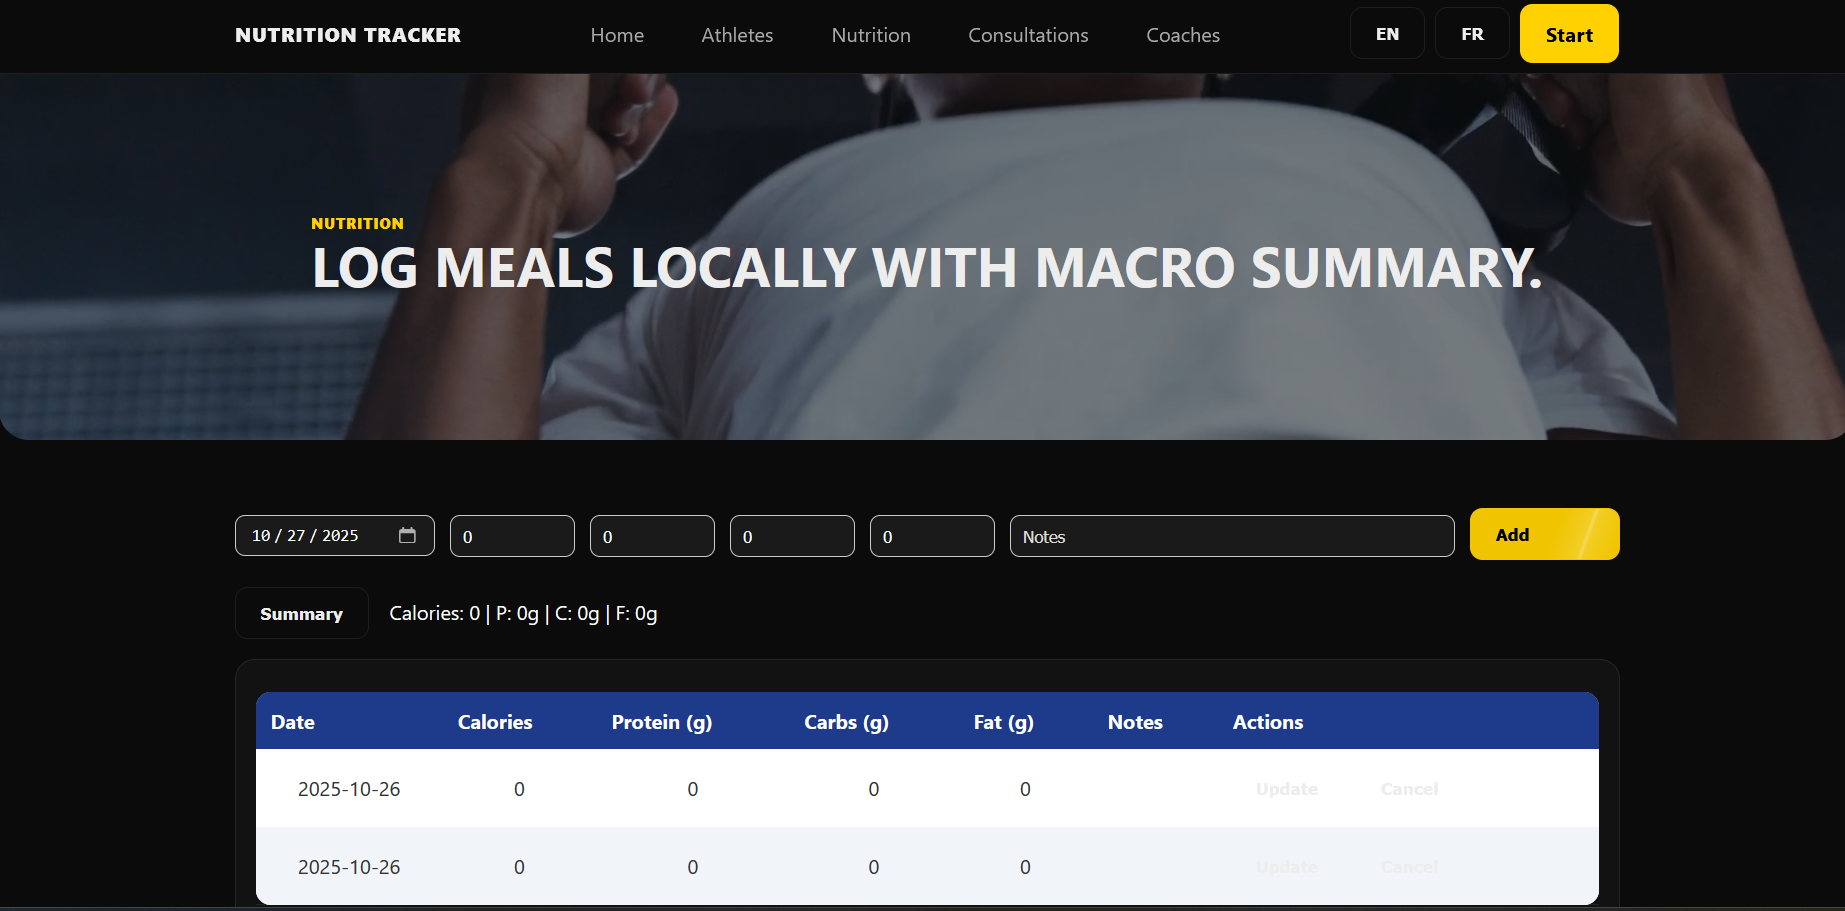 NUTRITION TRACKER Home Athletes Nutrition Consultations Coaches EN FR Start
NUTRITION
LOG MEALS LOCALLY WITH MACRO SUMMARY.
10 / 27 / 2025 0 0 0 0 Notes Add
Summary Calories: 0 | P: 0g | C: 0g | F: 0g
Date Calories Protein (g) Carbs (g) Fat (g) Notes Actions
2025-10-26 0 0 0 0 Update Cancel
2025-10-26 0 0 0 0 Update Cancel